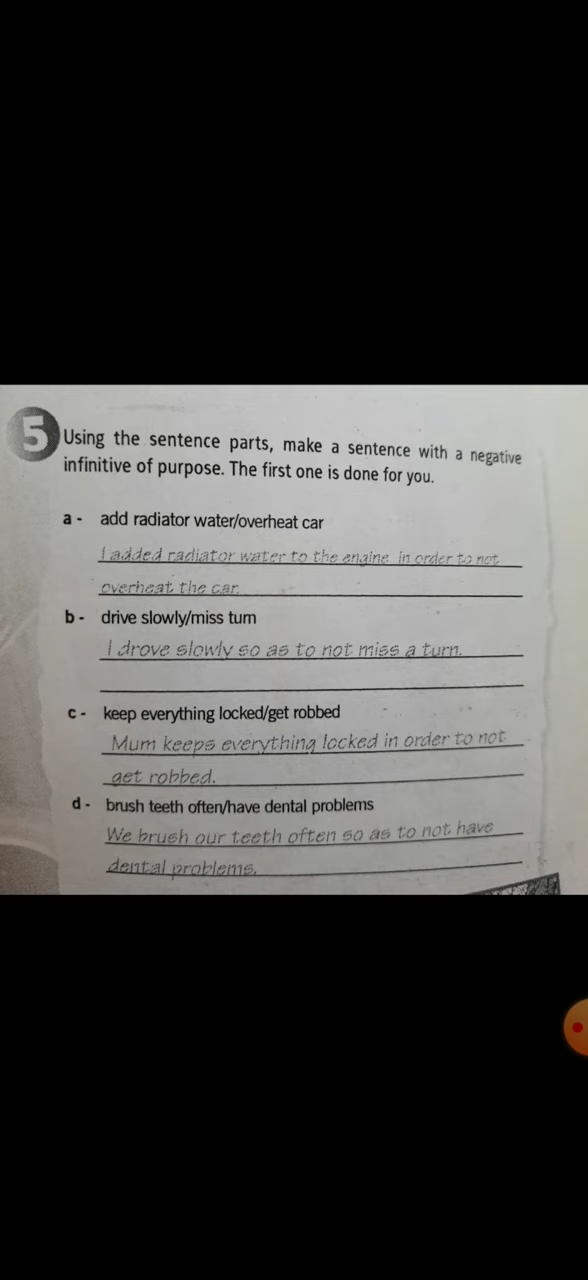 5 Using the sentence parts, make a sentence with a negative
infinitive of purpose. The first one is done for you.
a - add radiator water/overheat car
I added radiator water to the engine in order to not
overheat the car.
b - drive slowly/miss turn
I drove slowly so as to not miss a turn.
c - keep everything locked/get robbed
Mum keeps everything locked in order to not
get robbed.
d - brush teeth often/have dental problems
We brush our teeth often so as to not have
dental problems.